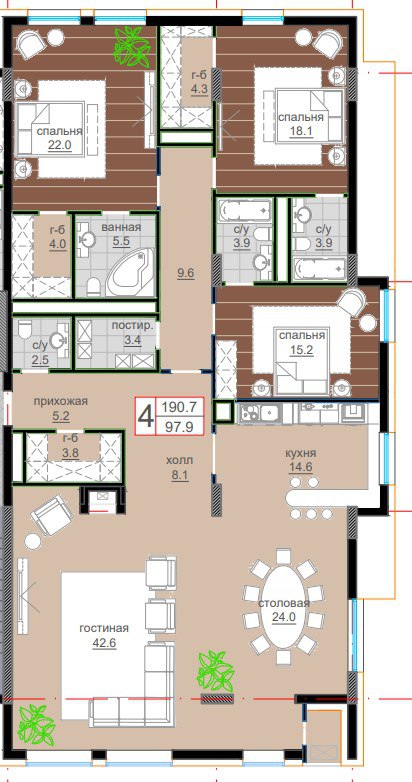 г-б
4.3
спальня
22.0
спальня
18.1
ванная
5.5
г-б
4.0
с/у
3.9
с/у
3.9
9.6
постир.
3.4
с/у
2.5
спальня
15.2
прихожая
5.2
4
190.7
97.9
г-б
3.8
холл
8.1
кухня
14.6
столовая
24.0
гостиная
42.6